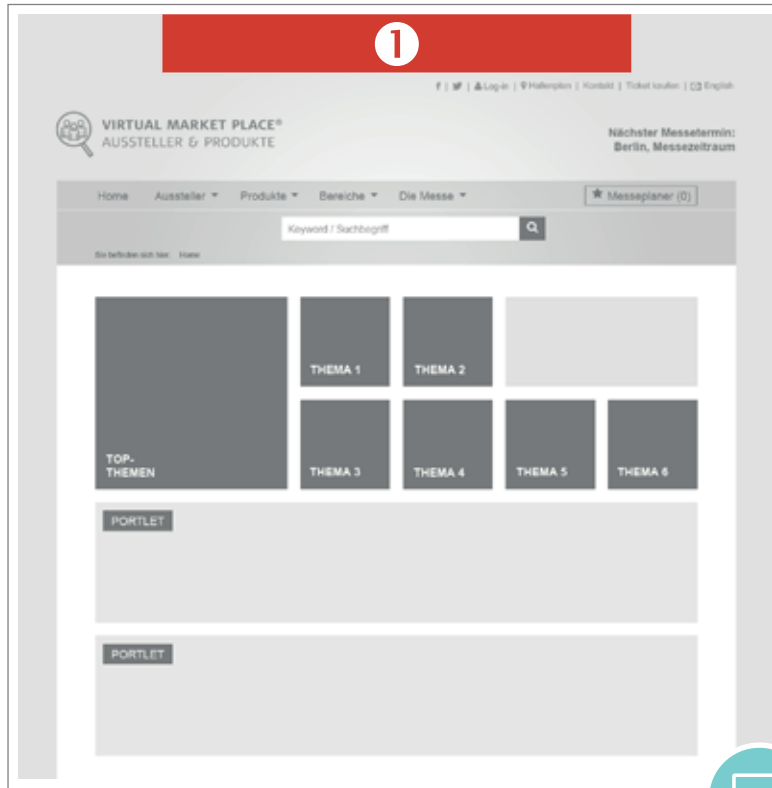 1
f | | Log-in | Hallenplan | Kontakt | Ticket kaufen | English
VIRTUAL MARKET PLACE®
AUSSTELLER & PRODUKTE
Nächster Messetermin:
Berlin, Messezeitraum
Home Aussteller Produkte Bereiche Die Messe Messeplaner (0)
Keyword / Suchbegriff
Sie befinden sich hier: Home
THEMA 1 THEMA 2
TOP-
THEMEN THEMA 3 THEMA 4 THEMA 5 THEMA 6
PORTLET
PORTLET